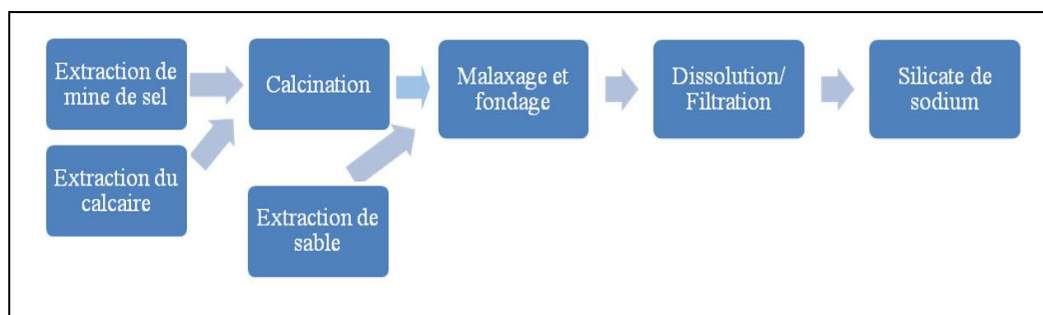 Extraction de
mine de sel
Calcination
Malaxage et
fondage
Dissolution/
Filtration
Silicate de
sodium
Extraction du
calcaire
Extraction de
sable